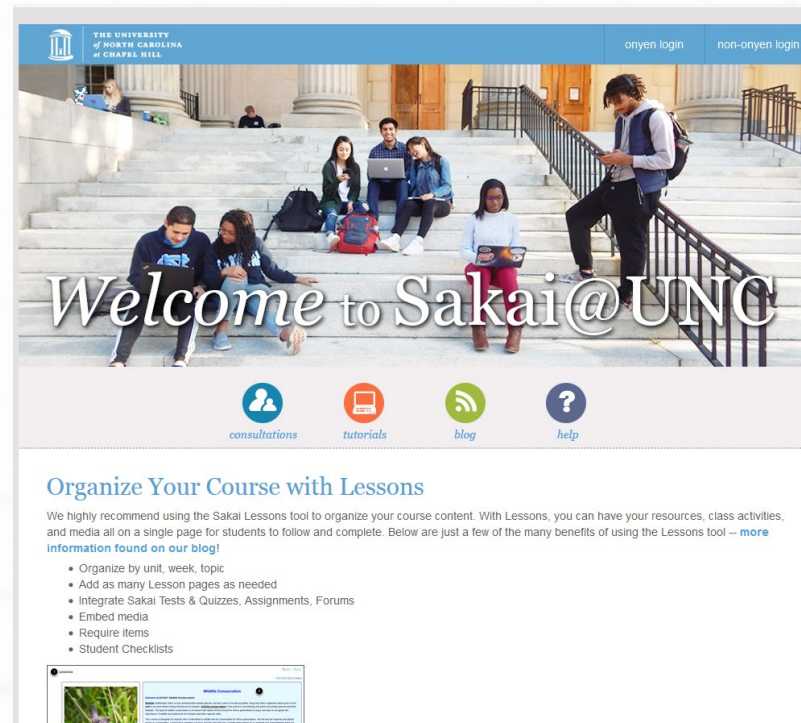 THE UNIVERSITY
of NORTH CAROLINA
at CHAPEL HILL
onyen login
non-onyen login
Welcome to Sakai@UNC
consultations
tutorials
blog
help
Organize Your Course with Lessons
We highly recommend using the Sakai Lessons tool to organize your course content. With Lessons, you can have your resources, class activities,
and media all on a single page for students to follow and complete. Below are just a few of the many benefits of using the Lessons tool -- more
information found on our blog!
Organize by unit, week, topic
Add as many Lesson pages as needed
Integrate Sakai Tests & Quizzes, Assignments, Forums
Embed media
Require items
Student Checklists
Wildlife Conservation